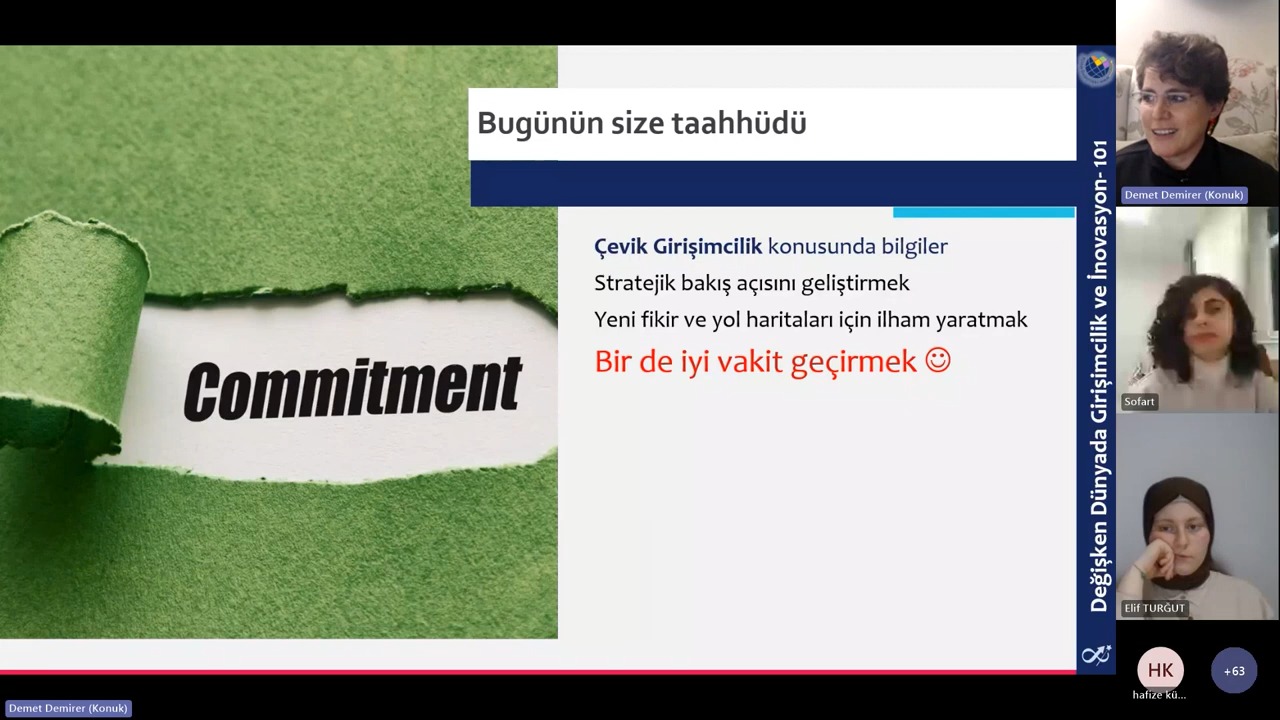 Bugünün size taahhüdü
Çevik Girişimcilik konusunda bilgiler
Stratejik bakış açısını geliştirmek
Yeni fikir ve yol haritaları için ilham yaratmak
Bir de iyi vakit geçirmek ☺
Commitment
Değişken Dünyada Girişimcilik ve İnovasyon- 101
Demet Demirer (Konuk)
Sofart
Elif TURĞUT
HK
hafize kü...
+63
Demet Demirer (Konuk)